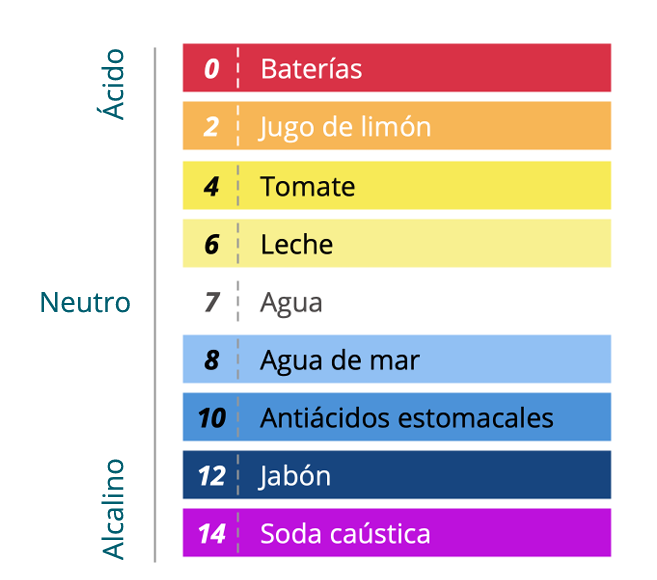 Ácido
0 Baterías
2 Jugo de limón
4 Tomate
6 Leche
Neutro
7 Agua
8 Agua de mar
10 Antiácidos estomacales
Alcalino
12 Jabón
14 Soda caústica